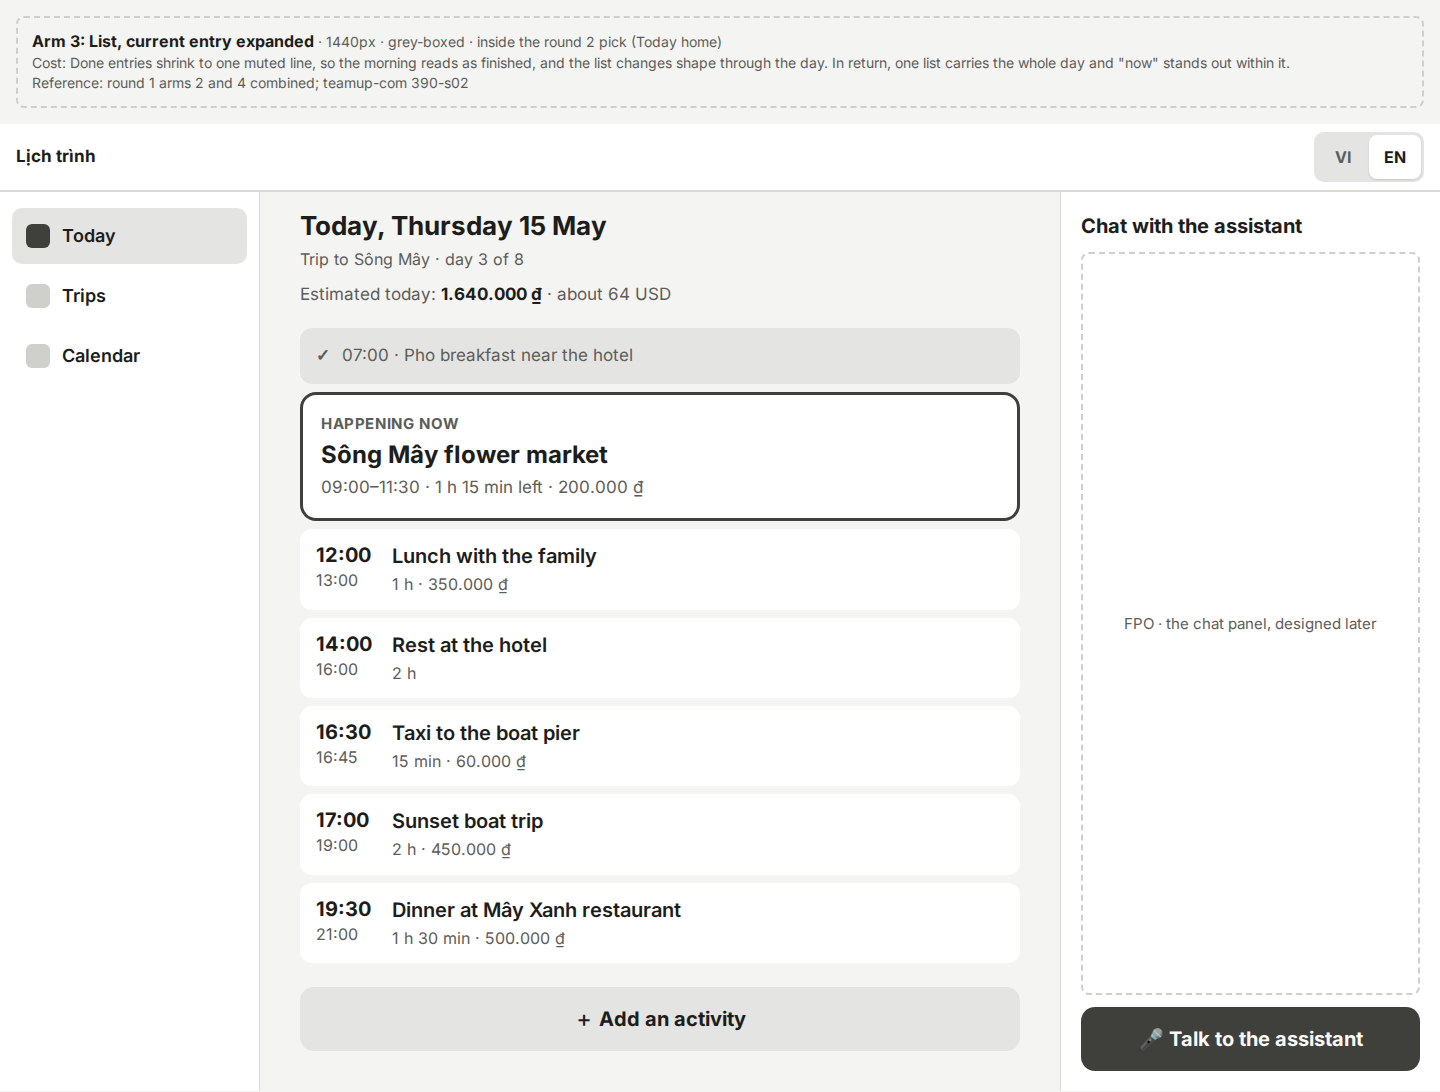 Arm 3: List, current entry expanded · 1440px · grey-boxed · inside the round 2 pick (Today home)
Cost: Done entries shrink to one muted line, so the morning reads as finished, and the list changes shape through the day. In return, one list carries the whole day and "now" stands out within it.
Reference: round 1 arms 2 and 4 combined; teamup-com 390-s02
Lịch trình
VI EN
Today
Trips
Calendar
Today, Thursday 15 May
Trip to Sông Mây · day 3 of 8
Estimated today: 1.640.000 ₫ · about 64 USD
✓ 07:00 · Pho breakfast near the hotel
HAPPENING NOW
Sông Mây flower market
09:00–11:30 · 1 h 15 min left · 200.000 ₫
12:00 Lunch with the family
13:00 1 h · 350.000 ₫
14:00 Rest at the hotel
16:00 2 h
16:30 Taxi to the boat pier
16:45 15 min · 60.000 ₫
17:00 Sunset boat trip
19:00 2 h · 450.000 ₫
19:30 Dinner at Mây Xanh restaurant
21:00 1 h 30 min · 500.000 ₫
+ Add an activity
Chat with the assistant
FPO · the chat panel, designed later
🎤 Talk to the assistant